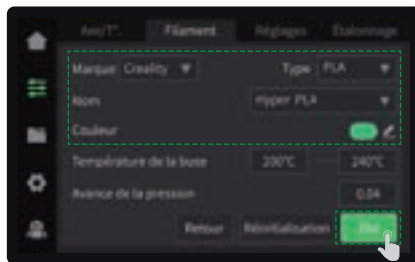 Axe/T°. Filament Réglages Étalonnage
Marque Creality Type PLA
Nom Hyper PLA
Couleur
Température de la buse 200°C 240°C
Avance de la pression 0.04
Retour Réinitialisation